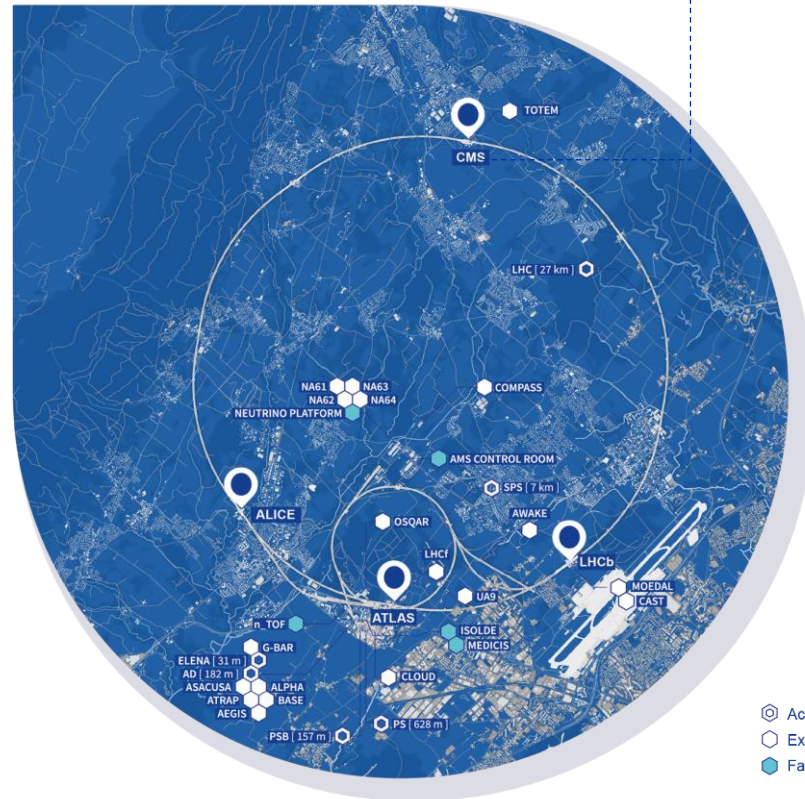 TOTEM
CMS
LHC [ 27 km ]
NA61 NA63
NA62 NA64
NEUTRINO PLATFORM
COMPASS
AMS CONTROL ROOM
SPS [ 7 km ]
ALICE
OSQAR
AWAKE
LHCf
LHCb
MOEDAL
CAST
ATLAS
UA9
n_TOF
ISOLDE
MEDICIS
G-BAR
ELENA [ 31 m ]
AD [ 182 m ]
ASACUSA ALPHA
ATRAP BASE
AEGIS
CLOUD
PS [ 628 m ]
PSB [ 157 m ]
Ac
Ex
Fa